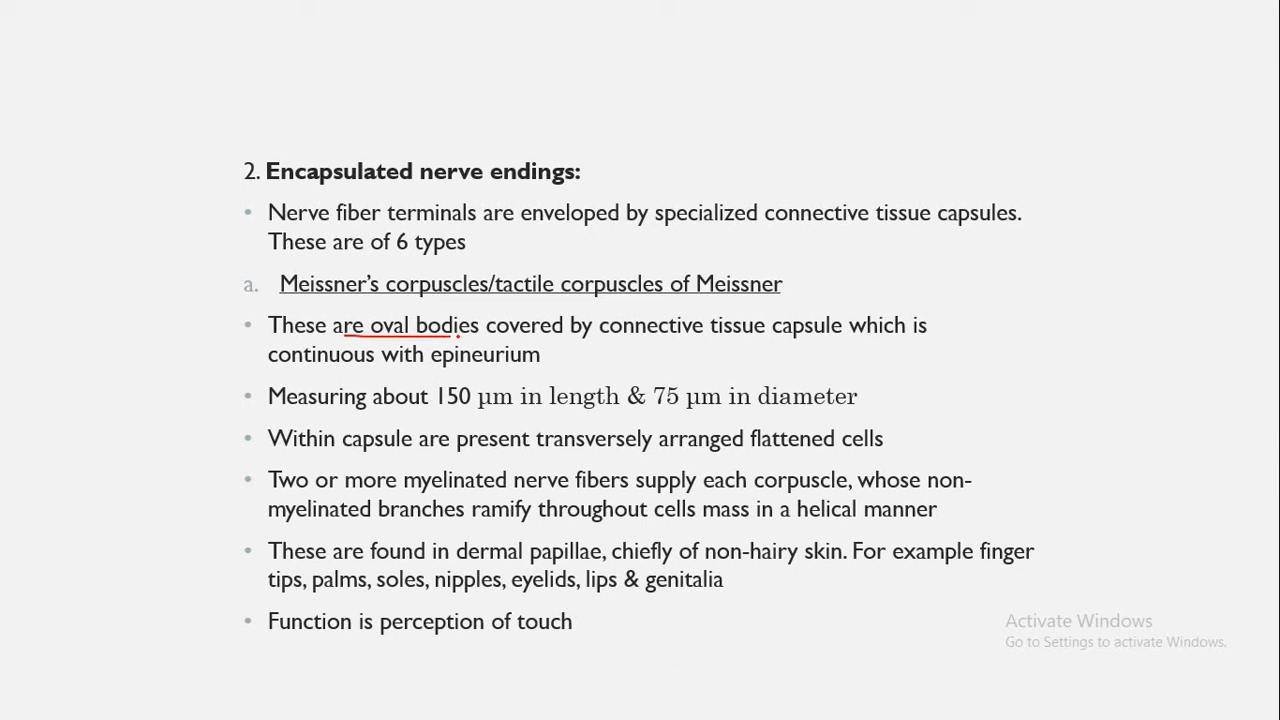 2. Encapsulated nerve endings:
• Nerve fiber terminals are enveloped by specialized connective tissue capsules.
These are of 6 types
a. Meissner's corpuscles/tactile corpuscles of Meissner
• These are oval bodies covered by connective tissue capsule which is
continuous with epineurium
• Measuring about 150 µm in length & 75 µm in diameter
• Within capsule are present transversely arranged flattened cells
• Two or more myelinated nerve fibers supply each corpuscle, whose non-
myelinated branches ramify throughout cells mass in a helical manner
• These are found in dermal papillae, chiefly of non-hairy skin. For example finger
tips, palms, soles, nipples, eyelids, lips & genitalia
• Function is perception of touch
Activate Windows
Go to Settings to activate Windows.